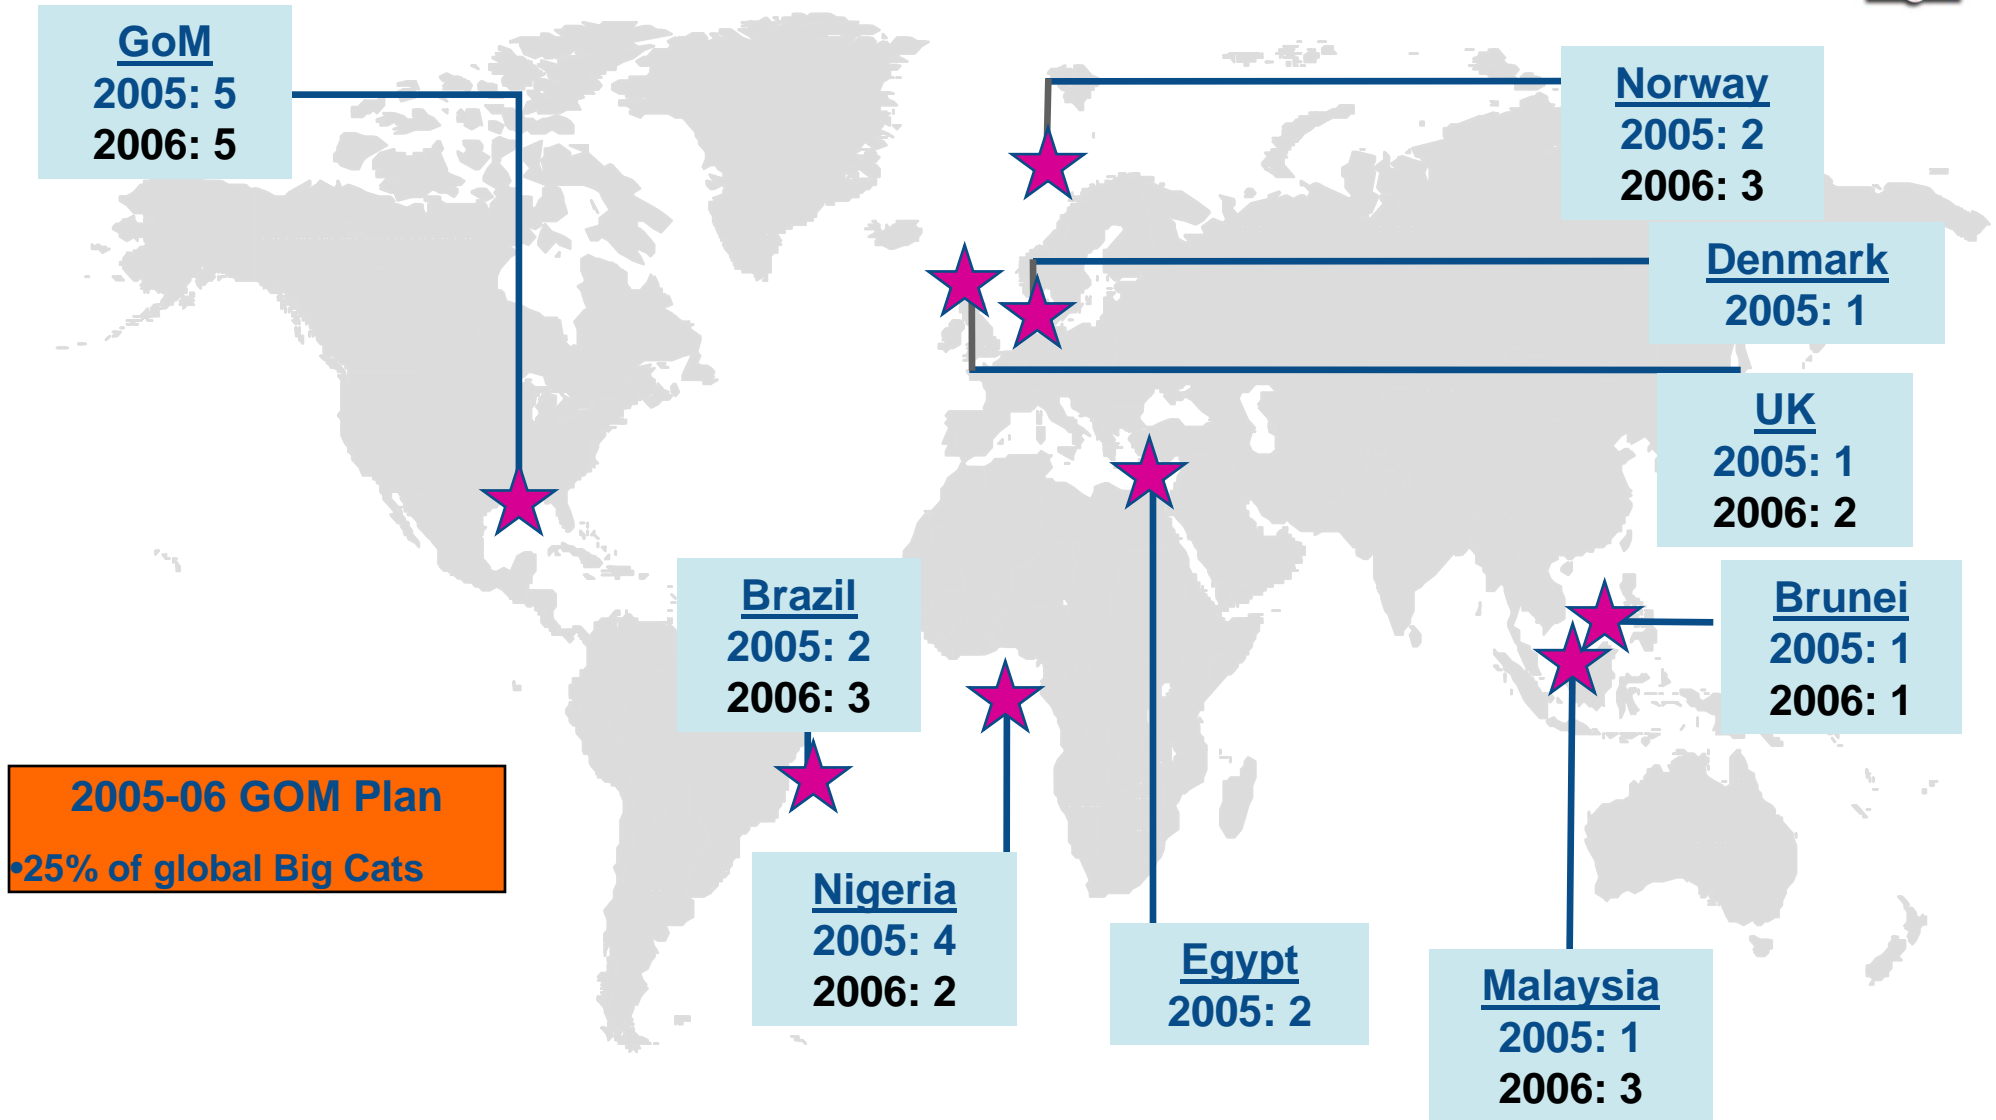 GoM
2005: 5
2006: 5
Norway
2005: 2
2006: 3
Denmark
2005: 1
UK
2005: 1
2006: 2
Brazil
2005: 2
2006: 3
Brunei
2005: 1
2006: 1
2005-06 GOM Plan
•25% of global Big Cats
Nigeria
2005: 4
2006: 2
Egypt
2005: 2
Malaysia
2005: 1
2006: 3